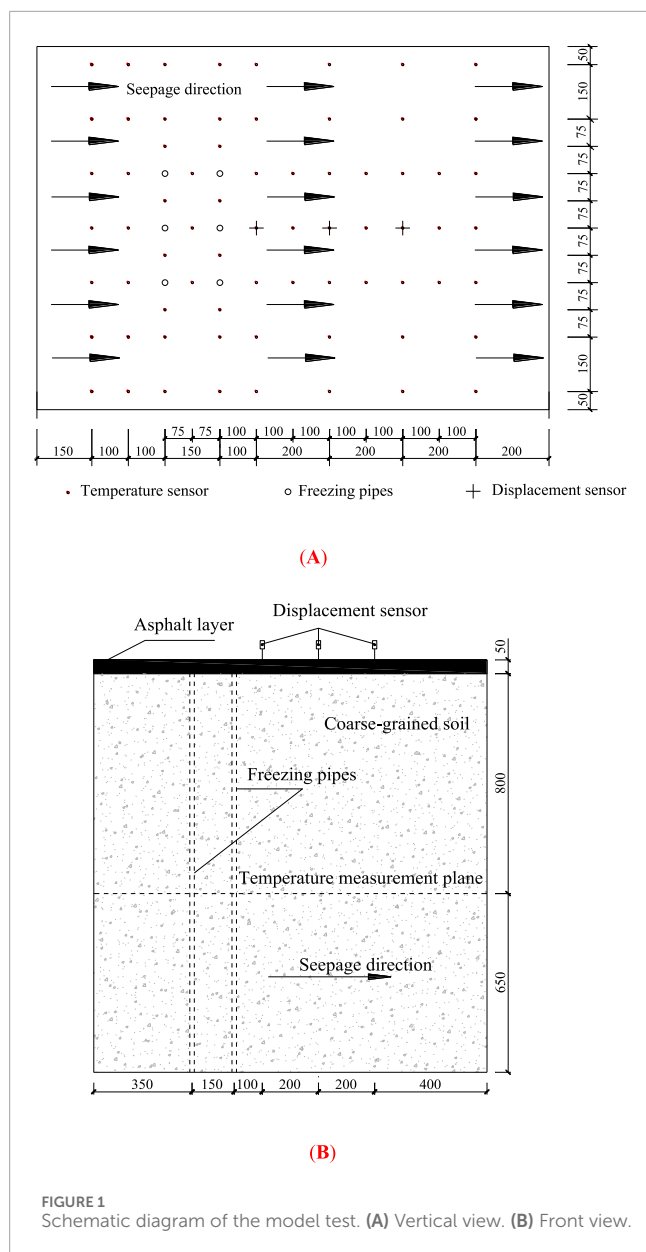 Seepage direction
50
150
75
75
75
75
75
75
75
75
150
50
75 75 100 100 100 100 100 100 100
150 100 100 150 100 200 200 200 200
Temperature sensor Freezing pipes Displacement sensor
(A)
Displacement sensor
Asphalt layer
50
Coarse-grained soil
800
Freezing pipes
Temperature measurement plane
Seepage direction
650
350 150 100 200 200 400
(B)
FIGURE 1
Schematic diagram of the model test. (A) Vertical view. (B) Front view.